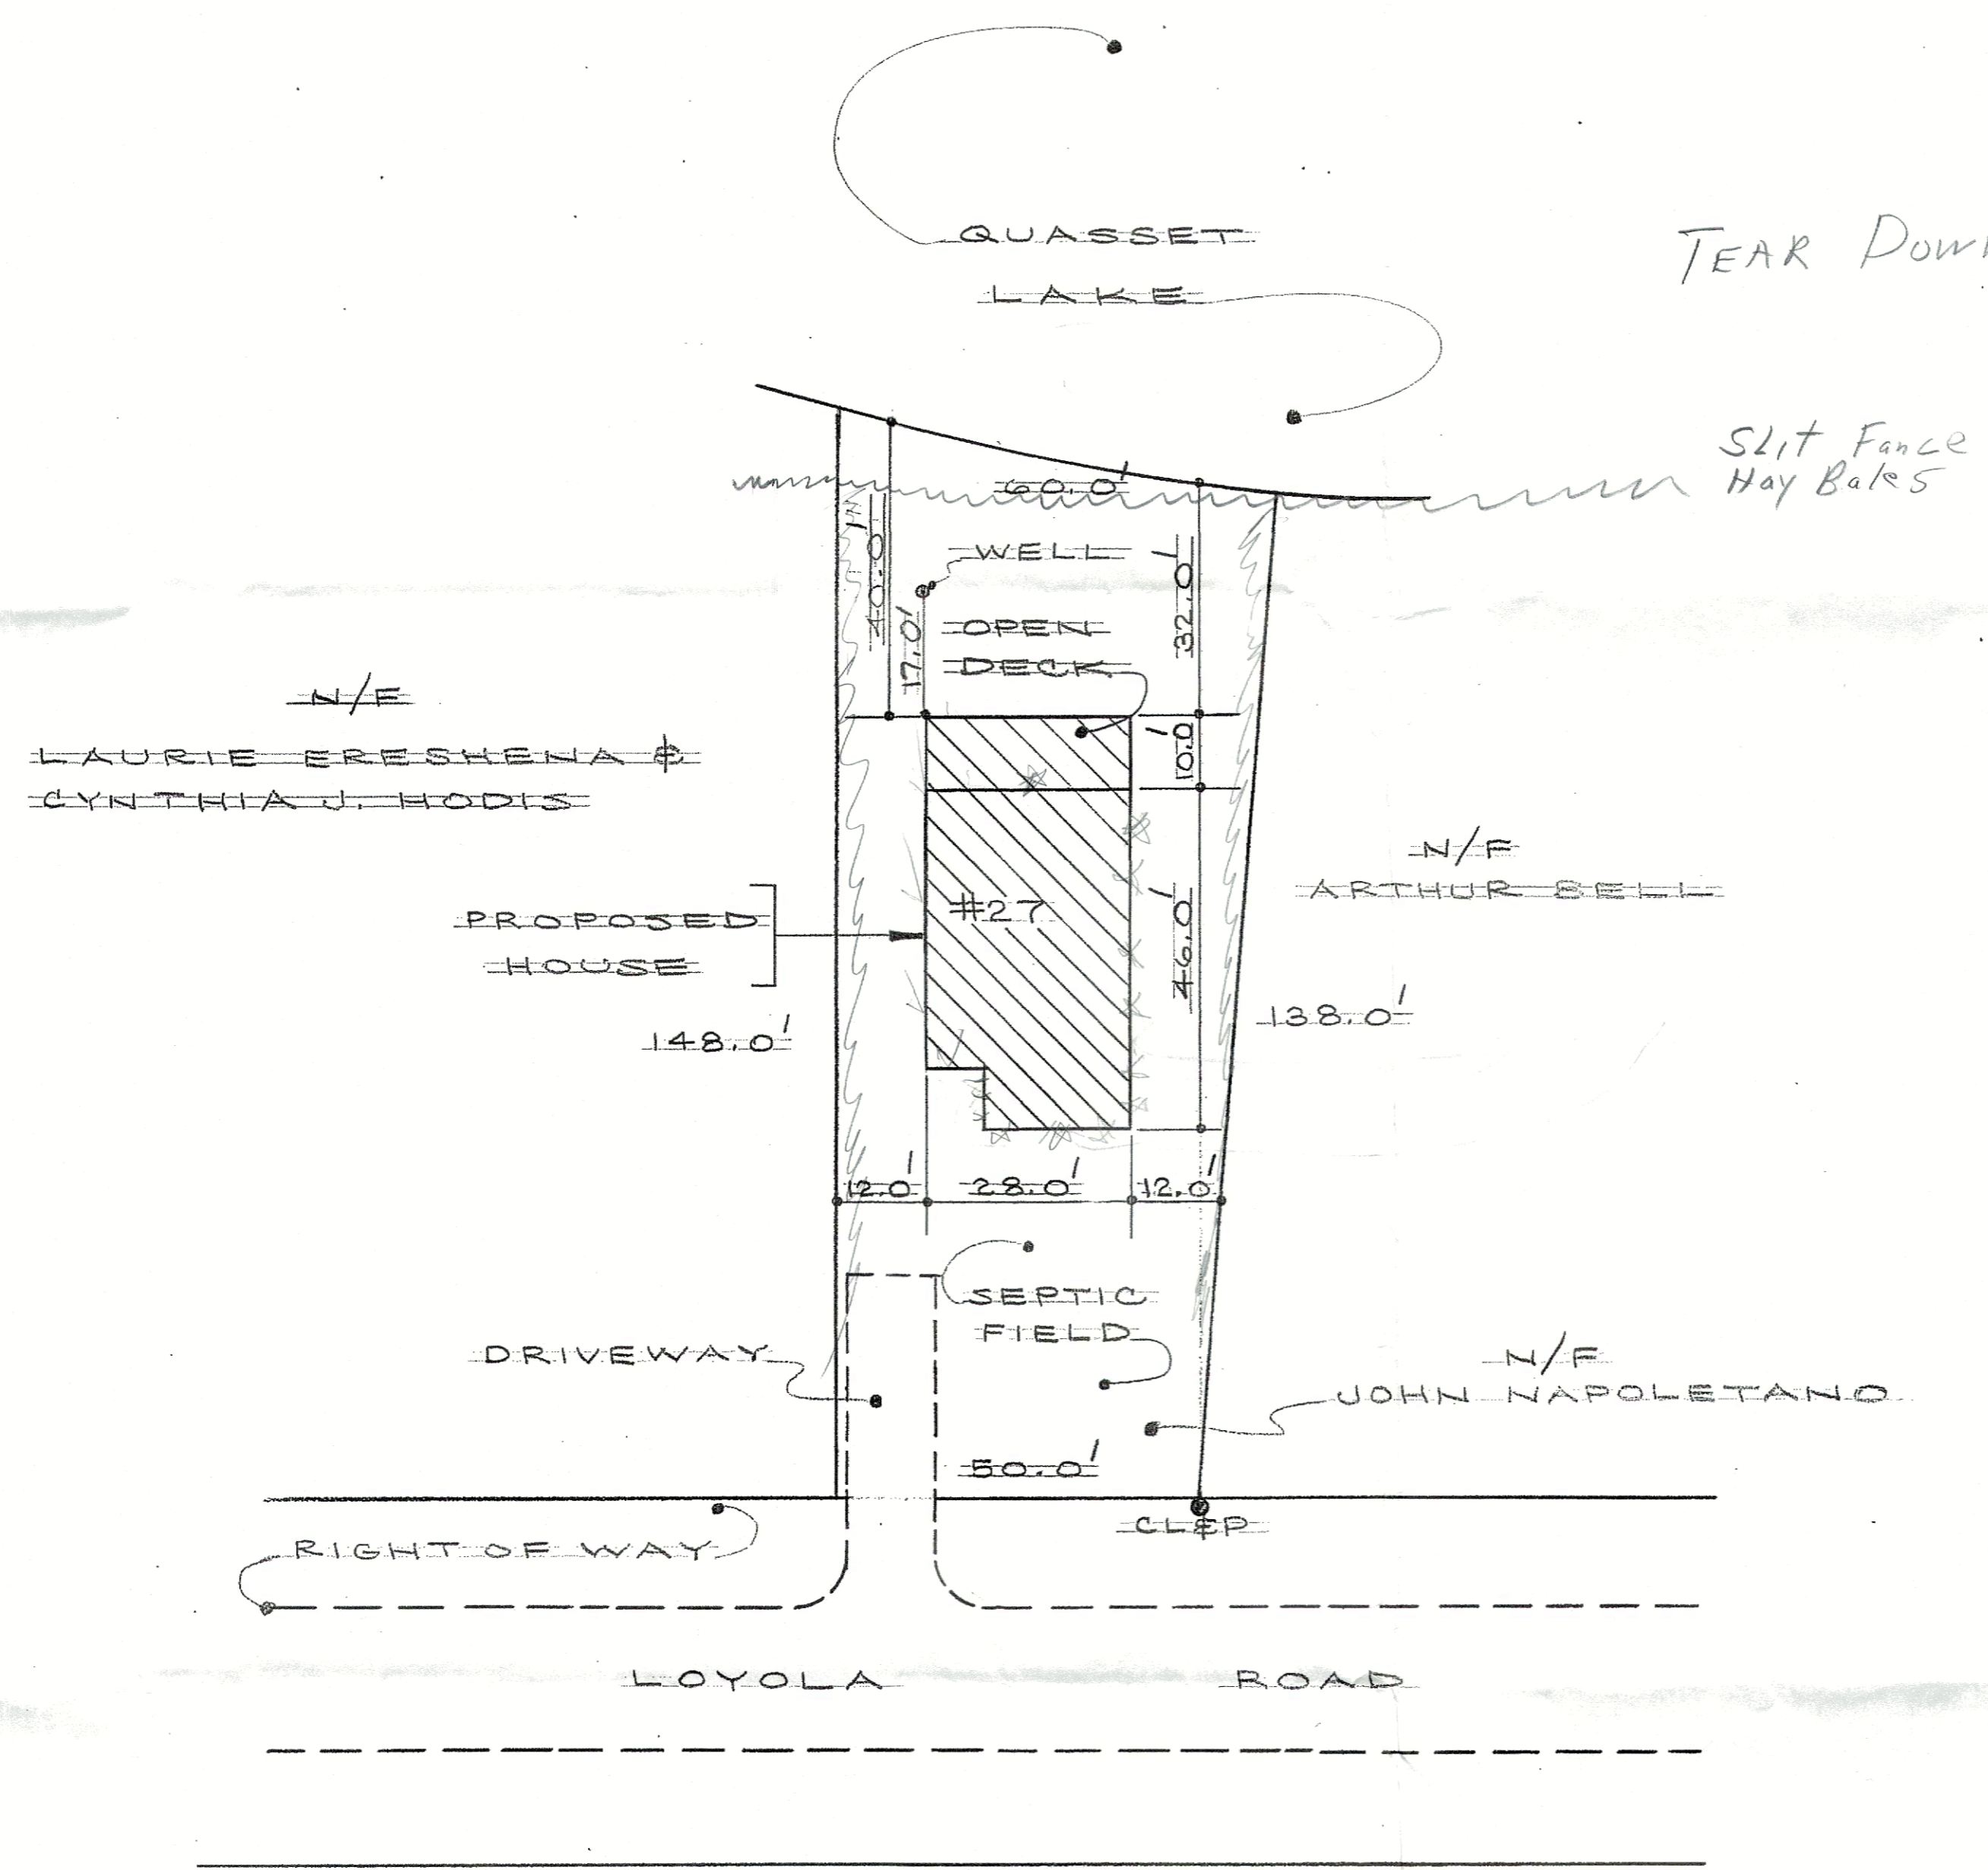 QUASSET
LAKE
TEAR DOWN
SLit Fance
Hay Bales
60.0'
40.0'
WELL
17.0'
32.0'
OPEN
DECK
10.0'
N/F
LAURIE ERESHENA &
CYNTHIA J. HODIS
N/F
ARTHUR BELL
#27
46.0'
PROPOSED
HOUSE
138.0'
148.0'
12.0' 28.0' 12.0'
SEPTIC
FIELD
DRIVEWAY
N/F
JOHN NAPOLETANO
50.0'
CL&P
RIGHT OF WAY
LOYOLA ROAD